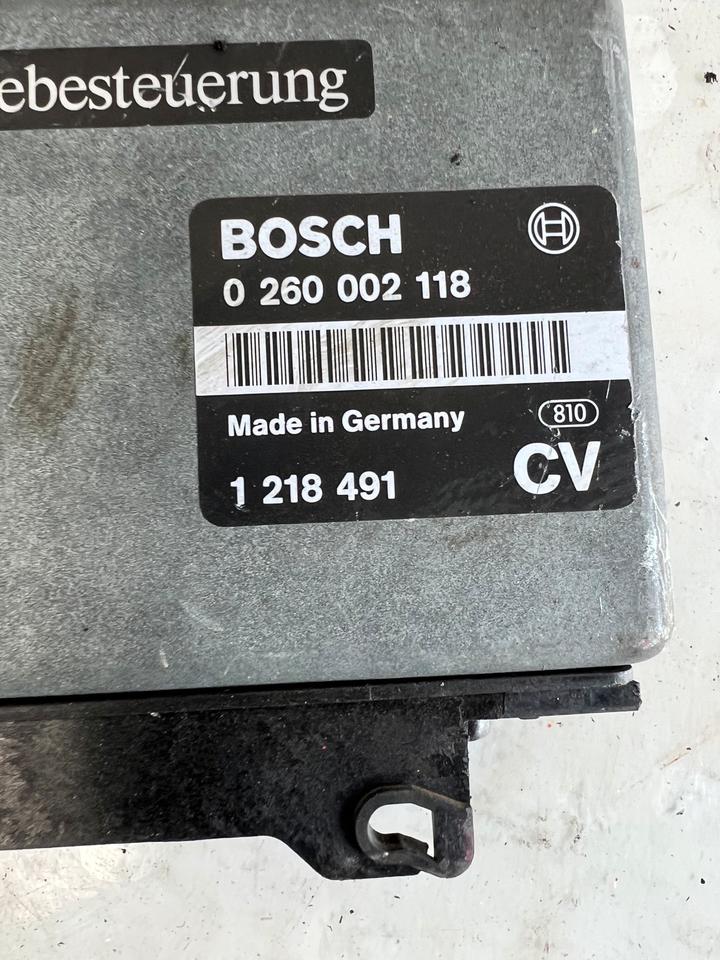 ebesteuerung
BOSCH
0 260 002 118
Made in Germany
810
1 218 491
CV